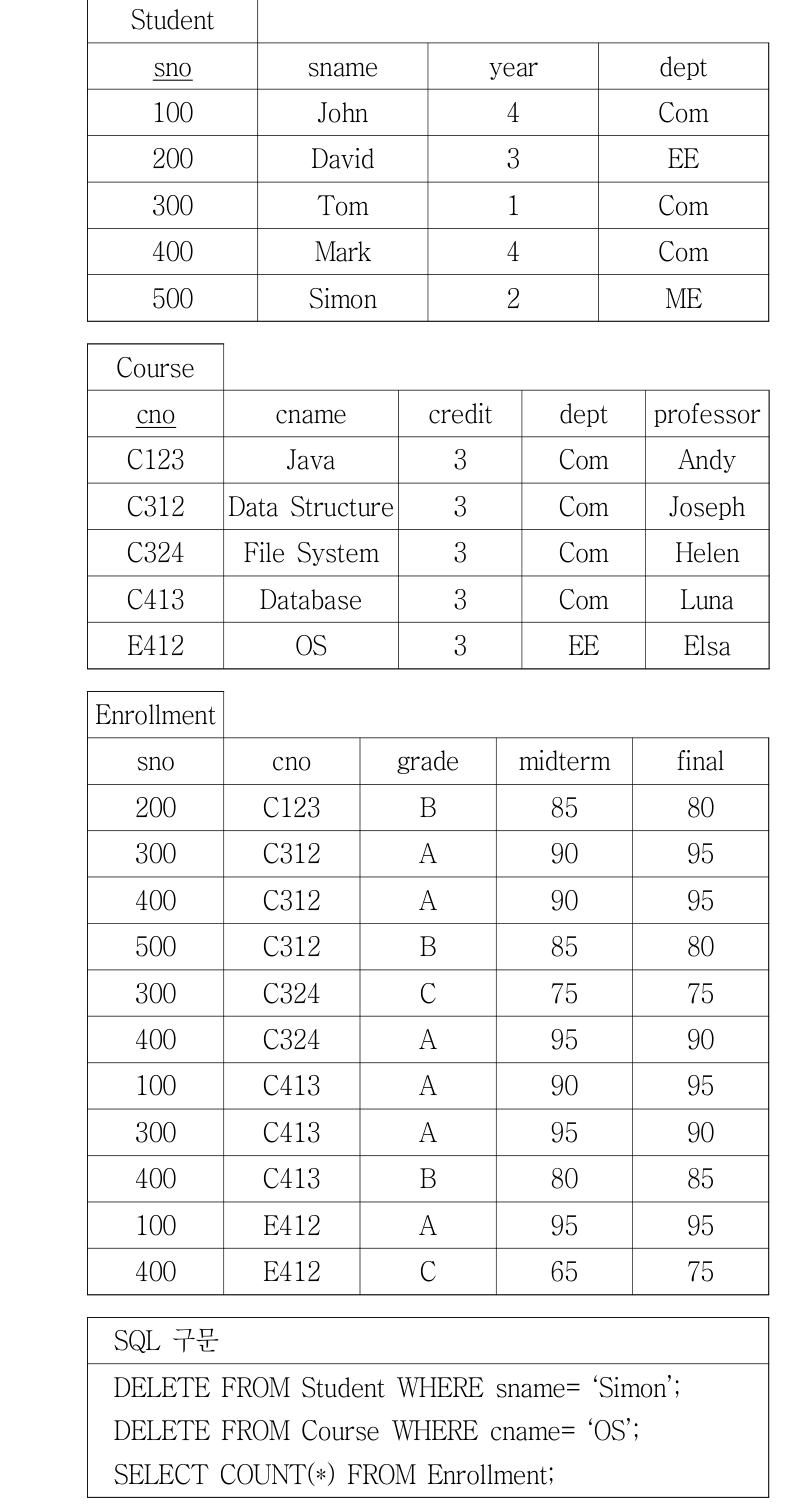 Student
sno sname year dept
100 John 4 Com
200 David 3 EE
300 Tom 1 Com
400 Mark 4 Com
500 Simon 2 ME
Course
cno cname credit dept professor
C123 Java 3 Com Andy
C312 Data Structure 3 Com Joseph
C324 File System 3 Com Helen
C413 Database 3 Com Luna
E412 OS 3 EE Elsa
Enrollment
sno cno grade midterm final
200 C123 B 85 80
300 C312 A 90 95
400 C312 A 90 95
500 C312 B 85 80
300 C324 C 75 75
400 C324 A 95 90
100 C413 A 90 95
300 C413 A 95 90
400 C413 B 80 85
100 E412 A 95 95
400 E412 C 65 75
SQL 구문
DELETE FROM Student WHERE sname= ‘Simon’;
DELETE FROM Course WHERE cname= ‘OS’;
SELECT COUNT(*) FROM Enrollment;